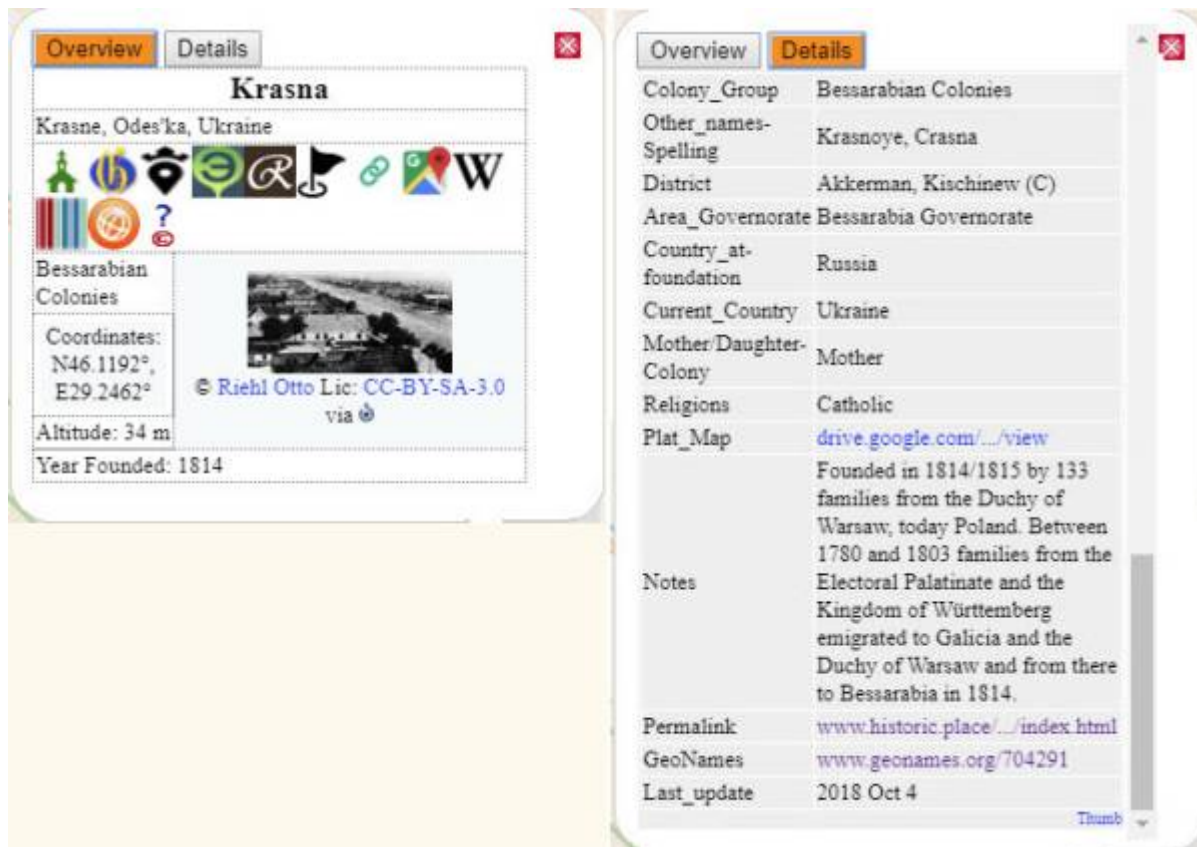 Overview Details
Krasna
Krasne, Odes'ka, Ukraine
R
G
W
?
©
Bessarabian
Colonies
Coordinates:
N46.1192°,
E29.2462°
Altitude: 34 m
© Riehl Otto Lic: CC-BY-SA-3.0
via
Year Founded: 1814
Overview Details
Colony_Group Bessarabian Colonies
Other_names-
Spelling Krasnoye, Crasna
District Akkerman, Kischinew (C)
Area_Governorate Bessarabia Governorate
Country_at-
foundation Russia
Current_Country Ukraine
Mother/Daughter-
Colony Mother
Religions Catholic
Plat_Map drive.google.com/.../view
Notes
Founded in 1814/1815 by 133
families from the Duchy of
Warsaw, today Poland. Between
1780 and 1803 families from the
Electoral Palatinate and the
Kingdom of Württemberg
emigrated to Galicia and the
Duchy of Warsaw and from there
to Bessarabia in 1814.
Permalink www.historic.place/.../index.html
GeoNames www.geonames.org/704291
Last_update 2018 Oct 4
Thumb